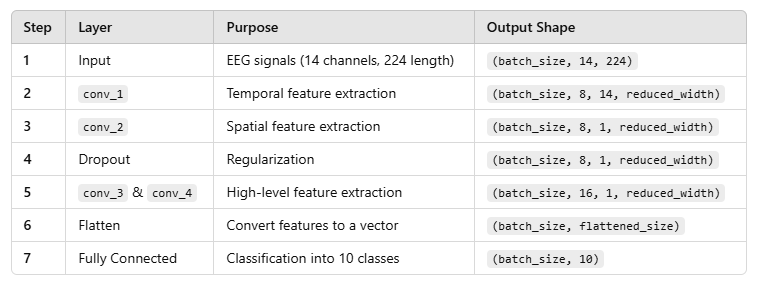 Step Layer Purpose Output Shape
1 Input EEG signals (14 channels, 224 length) (batch_size, 14, 224)
2 conv_1 Temporal feature extraction (batch_size, 8, 14, reduced_width)
3 conv_2 Spatial feature extraction (batch_size, 8, 1, reduced_width)
4 Dropout Regularization (batch_size, 8, 1, reduced_width)
5 conv_3 & conv_4 High-level feature extraction (batch_size, 16, 1, reduced_width)
6 Flatten Convert features to a vector (batch_size, flattened_size)
7 Fully Connected Classification into 10 classes (batch_size, 10)